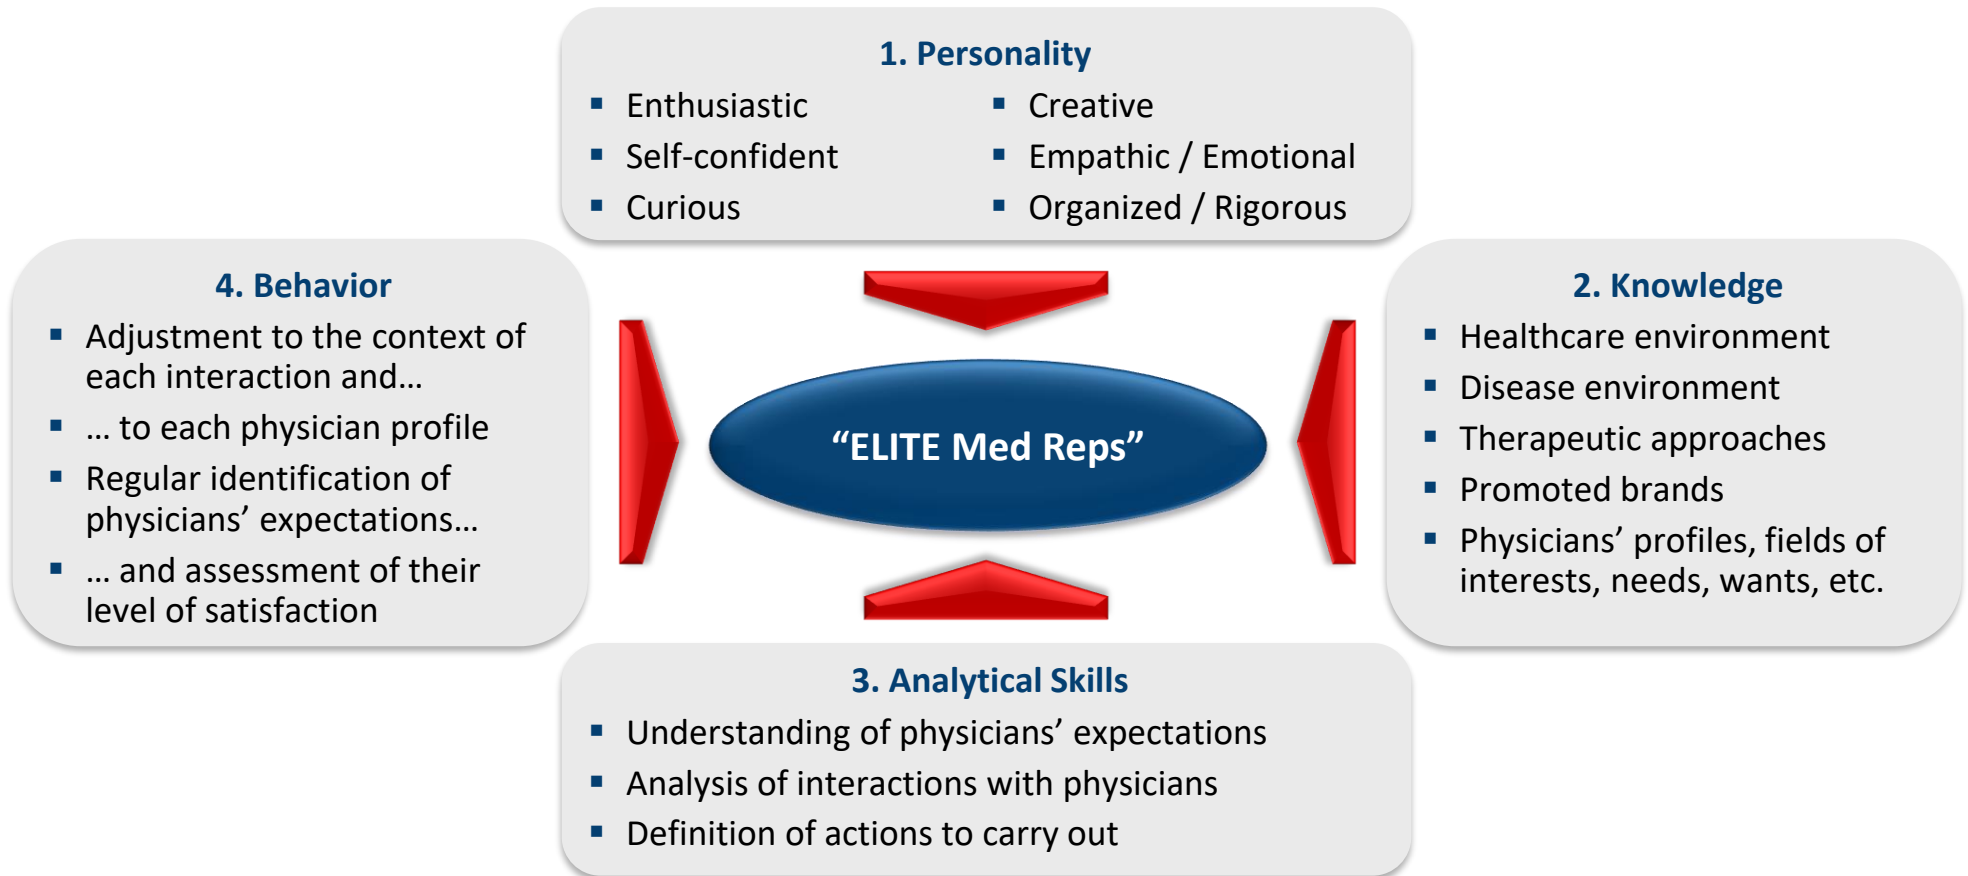 1. Personality
Enthusiastic
Self-confident
Curious
Creative
Empathic / Emotional
Organized / Rigorous
4. Behavior
Adjustment to the context of
each interaction and…
… to each physician profile
Regular identification of
physicians’ expectations…
… and assessment of their
level of satisfaction
“ELITE Med Reps”
2. Knowledge
Healthcare environment
Disease environment
Therapeutic approaches
Promoted brands
Physicians’ profiles, fields of
interests, needs, wants, etc.
3. Analytical Skills
Understanding of physicians’ expectations
Analysis of interactions with physicians
Definition of actions to carry out